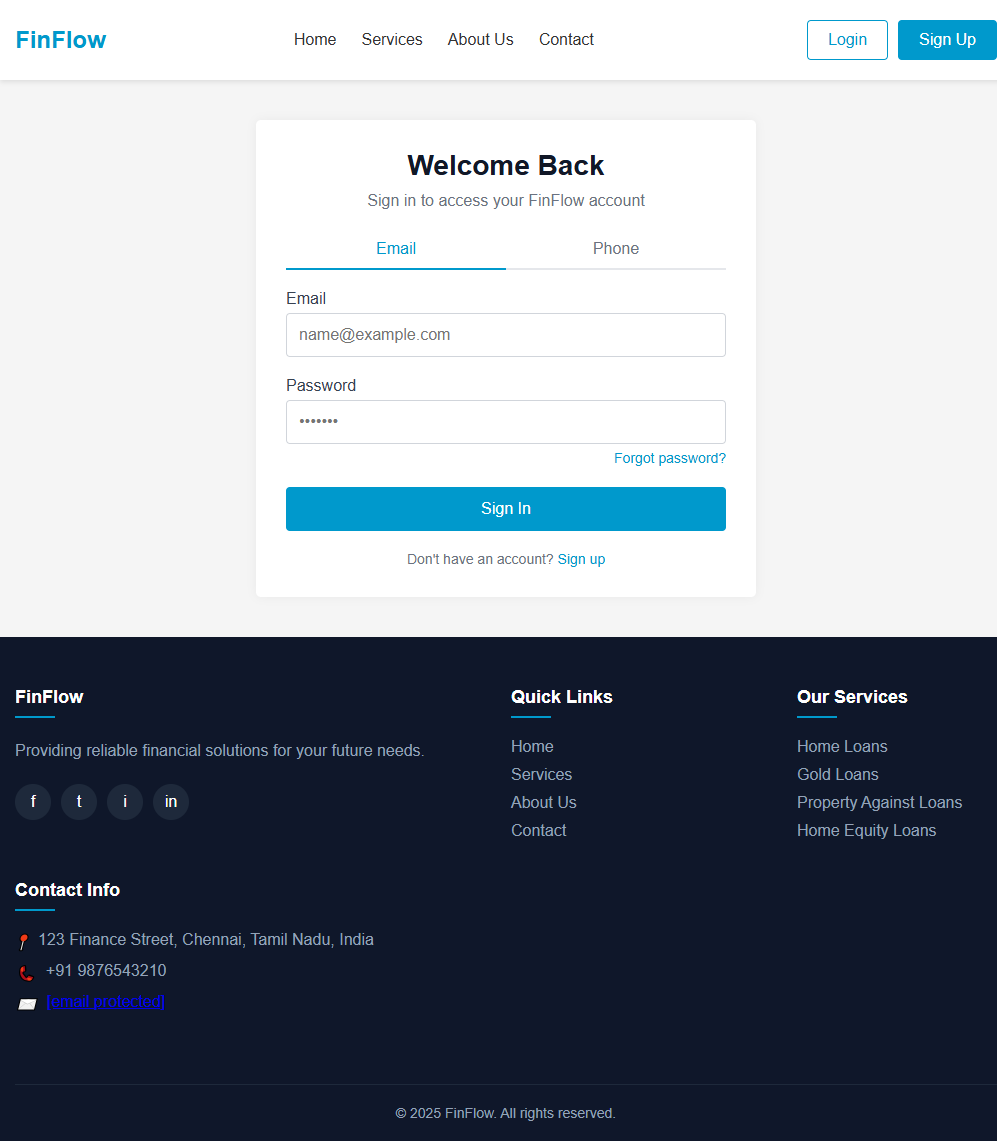 FinFlow
Home Services About Us Contact
Login Sign Up
Welcome Back
Sign in to access your FinFlow account
Email Phone
Email
name@example.com
Password
•••••••
Forgot password?
Sign In
Don't have an account? Sign up
FinFlow
Providing reliable financial solutions for your future needs.
f t i in
Quick Links
Home
Services
About Us
Contact
Our Services
Home Loans
Gold Loans
Property Against Loans
Home Equity Loans
Contact Info
123 Finance Street, Chennai, Tamil Nadu, India
+91 9876543210
[email protected]
© 2025 FinFlow. All rights reserved.